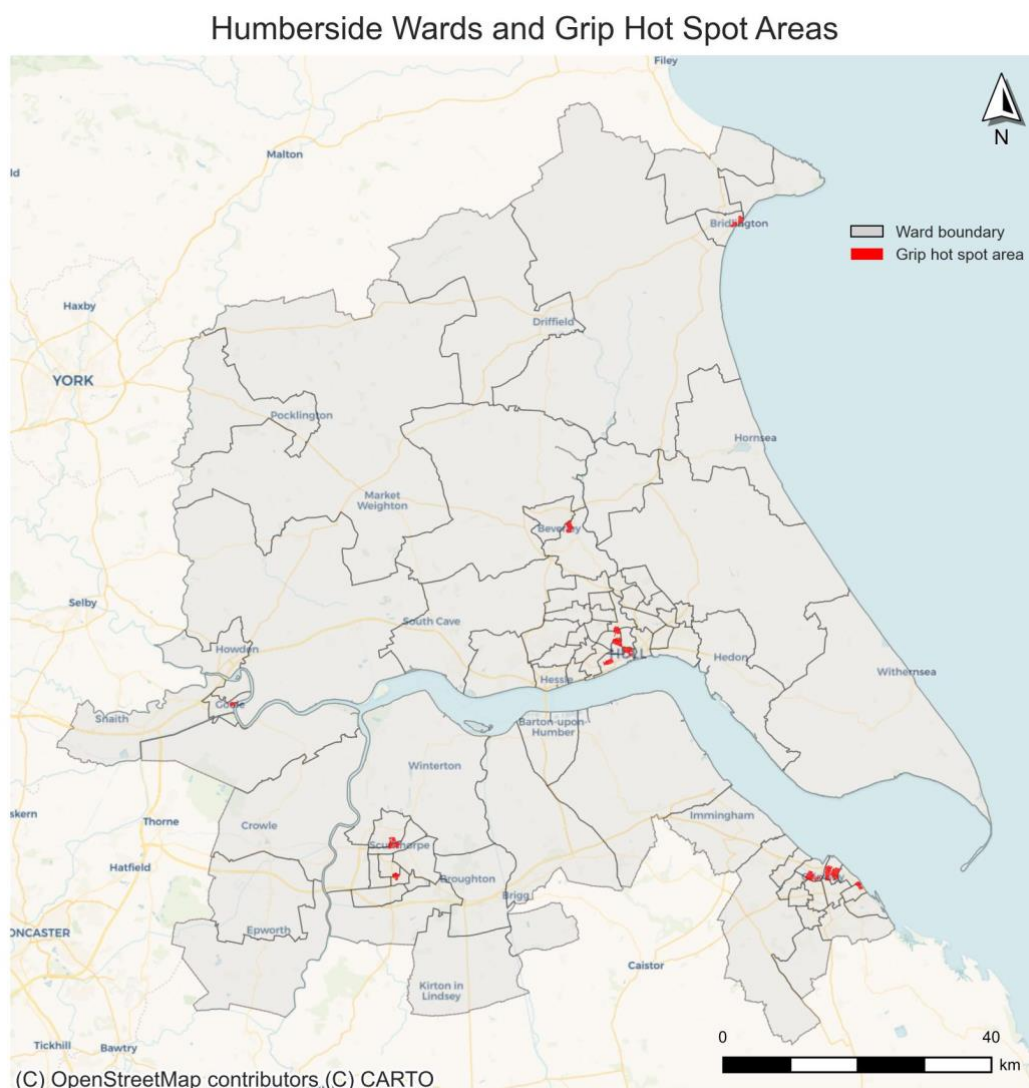 Humberside Wards and Grip Hot Spot Areas
Filey
N
Malton
Bridlington
Ward boundary
Grip hot spot area
Haxby
Driffield
YORK
Pocklington
Hornsea
Market
Weighton
Beverley
Selby
South Cave
Howden
HULL
Hedon
Withernsea
Hessle
Goole
Snaith
Barton-upon-
Humber
Winterton
skern
Thorne
Crowle
Immingham
Scunthorpe
Hatfield
Broughton
Brigg
ONCASTER
Epworth
Caistor
Kirton in
Lindsey
0 40
km
Tickhill
Bawtry
(C) OpenStreetMap contributors (C) CARTO